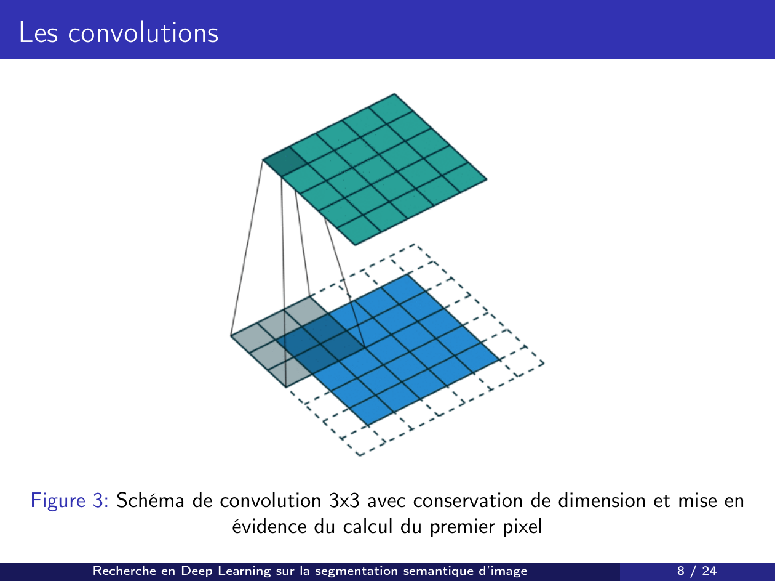 Les convolutions
Figure 3: Schéma de convolution 3x3 avec conservation de dimension et mise en
évidence du calcul du premier pixel
Recherche en Deep Learning sur la segmentation semantique d'image 8 / 24